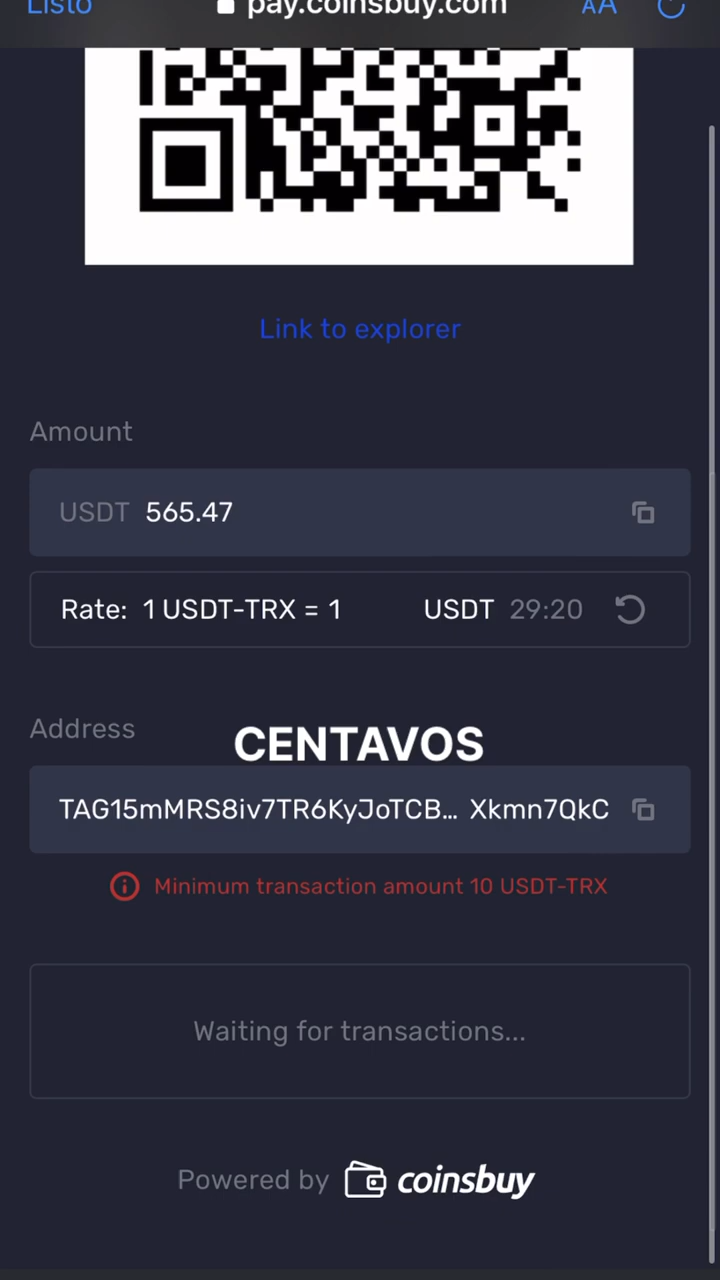 Listo
pay.coinsbuy.com
AA
Link to explorer
Amount
USDT 565.47
Rate: 1 USDT-TRX = 1 USDT 29:20
Address
CENTAVOS
TAG15mMRS8iv7TR6KyJoTCB... Xkmn7QkC
Minimum transaction amount 10 USDT-TRX
Waiting for transactions...
Powered by coinsbuy